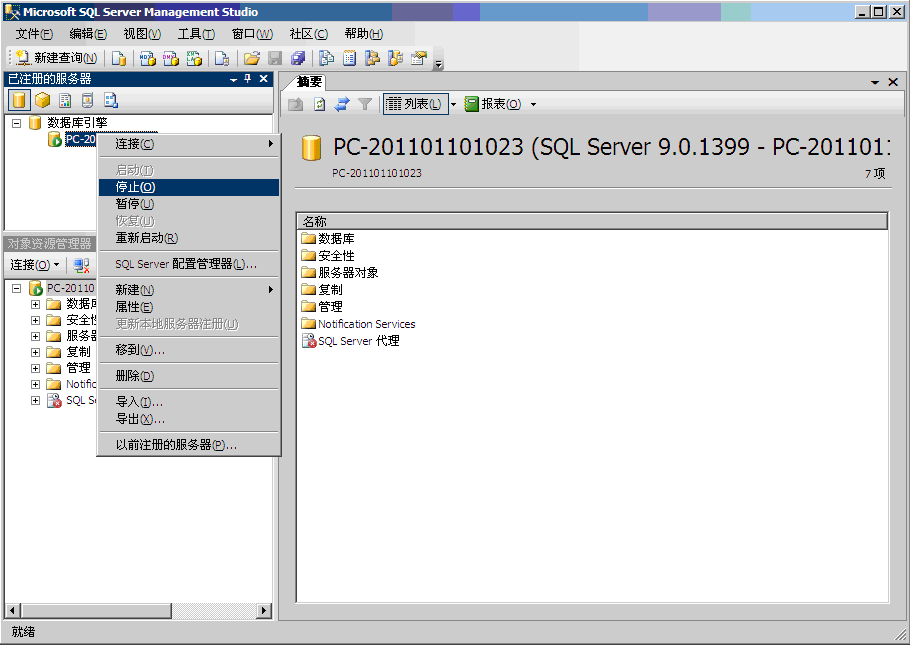 Microsoft SQL Server Management Studio
文件(F) 编辑(E) 视图(V) 工具(T) 窗口(W) 社区(C) 帮助(H)
新建查询(N)
已注册的服务器
数据库引擎
PC-20
连接(C)
启动(T)
停止(O)
暂停(U)
恢复(U)
重新启动(R)
SQL Server 配置管理器(L)...
新建(N)
属性(E)
更新本地服务器注册(U)
移到(V)...
删除(D)
导入(I)...
导出(X)...
以前注册的服务器(P)...
对象资源管理器
连接(O)
PC-20110
数据库
安全性
服务器
复制
管理
Notific
SQL Se
摘要
列表(L) 报表(O)
PC-201101101023 (SQL Server 9.0.1399 - PC-2011011
PC-201101101023
7 项
名称
数据库
安全性
服务器对象
复制
管理
Notification Services
SQL Server 代理
就绪